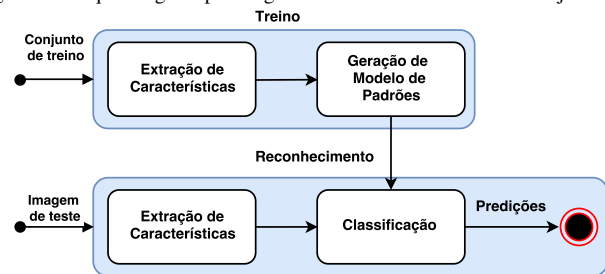 Treino
Conjunto
de treino
Extração de
Características
Geração de
Modelo de
Padrões
Reconhecimento
Imagem
de teste
Extração de
Características
Classificação
Predições